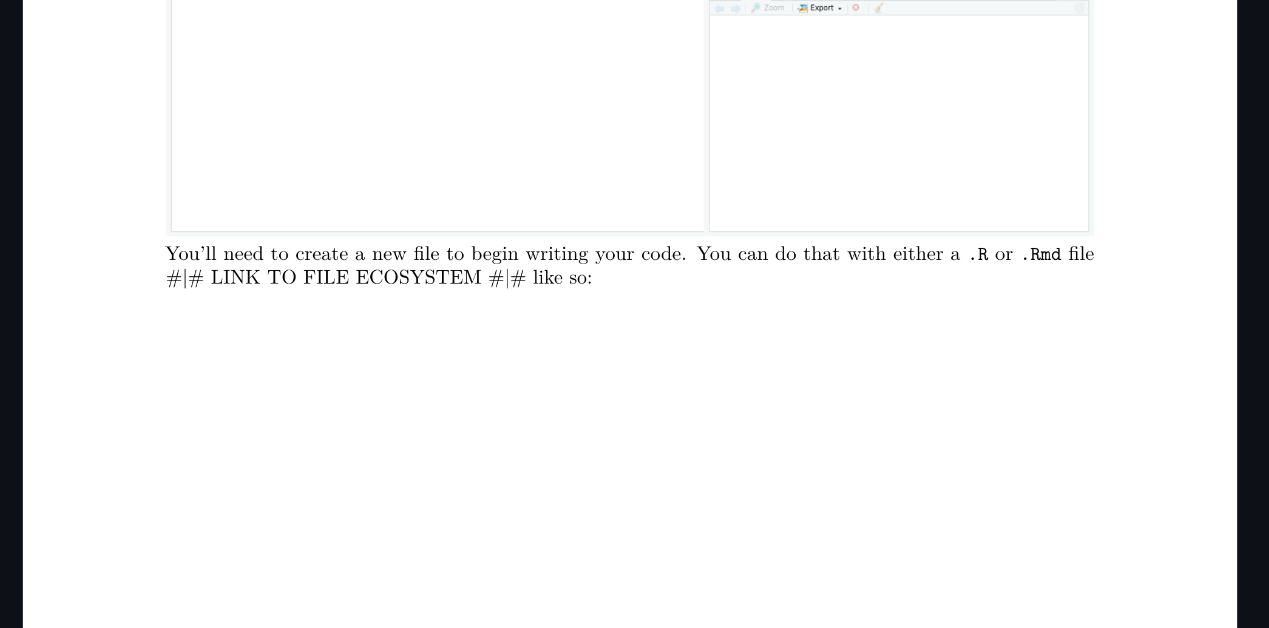 Zoom Export
You'll need to create a new file to begin writing your code. You can do that with either a .R or .Rmd file
#|# LINK TO FILE ECOSYSTEM #|# like so: